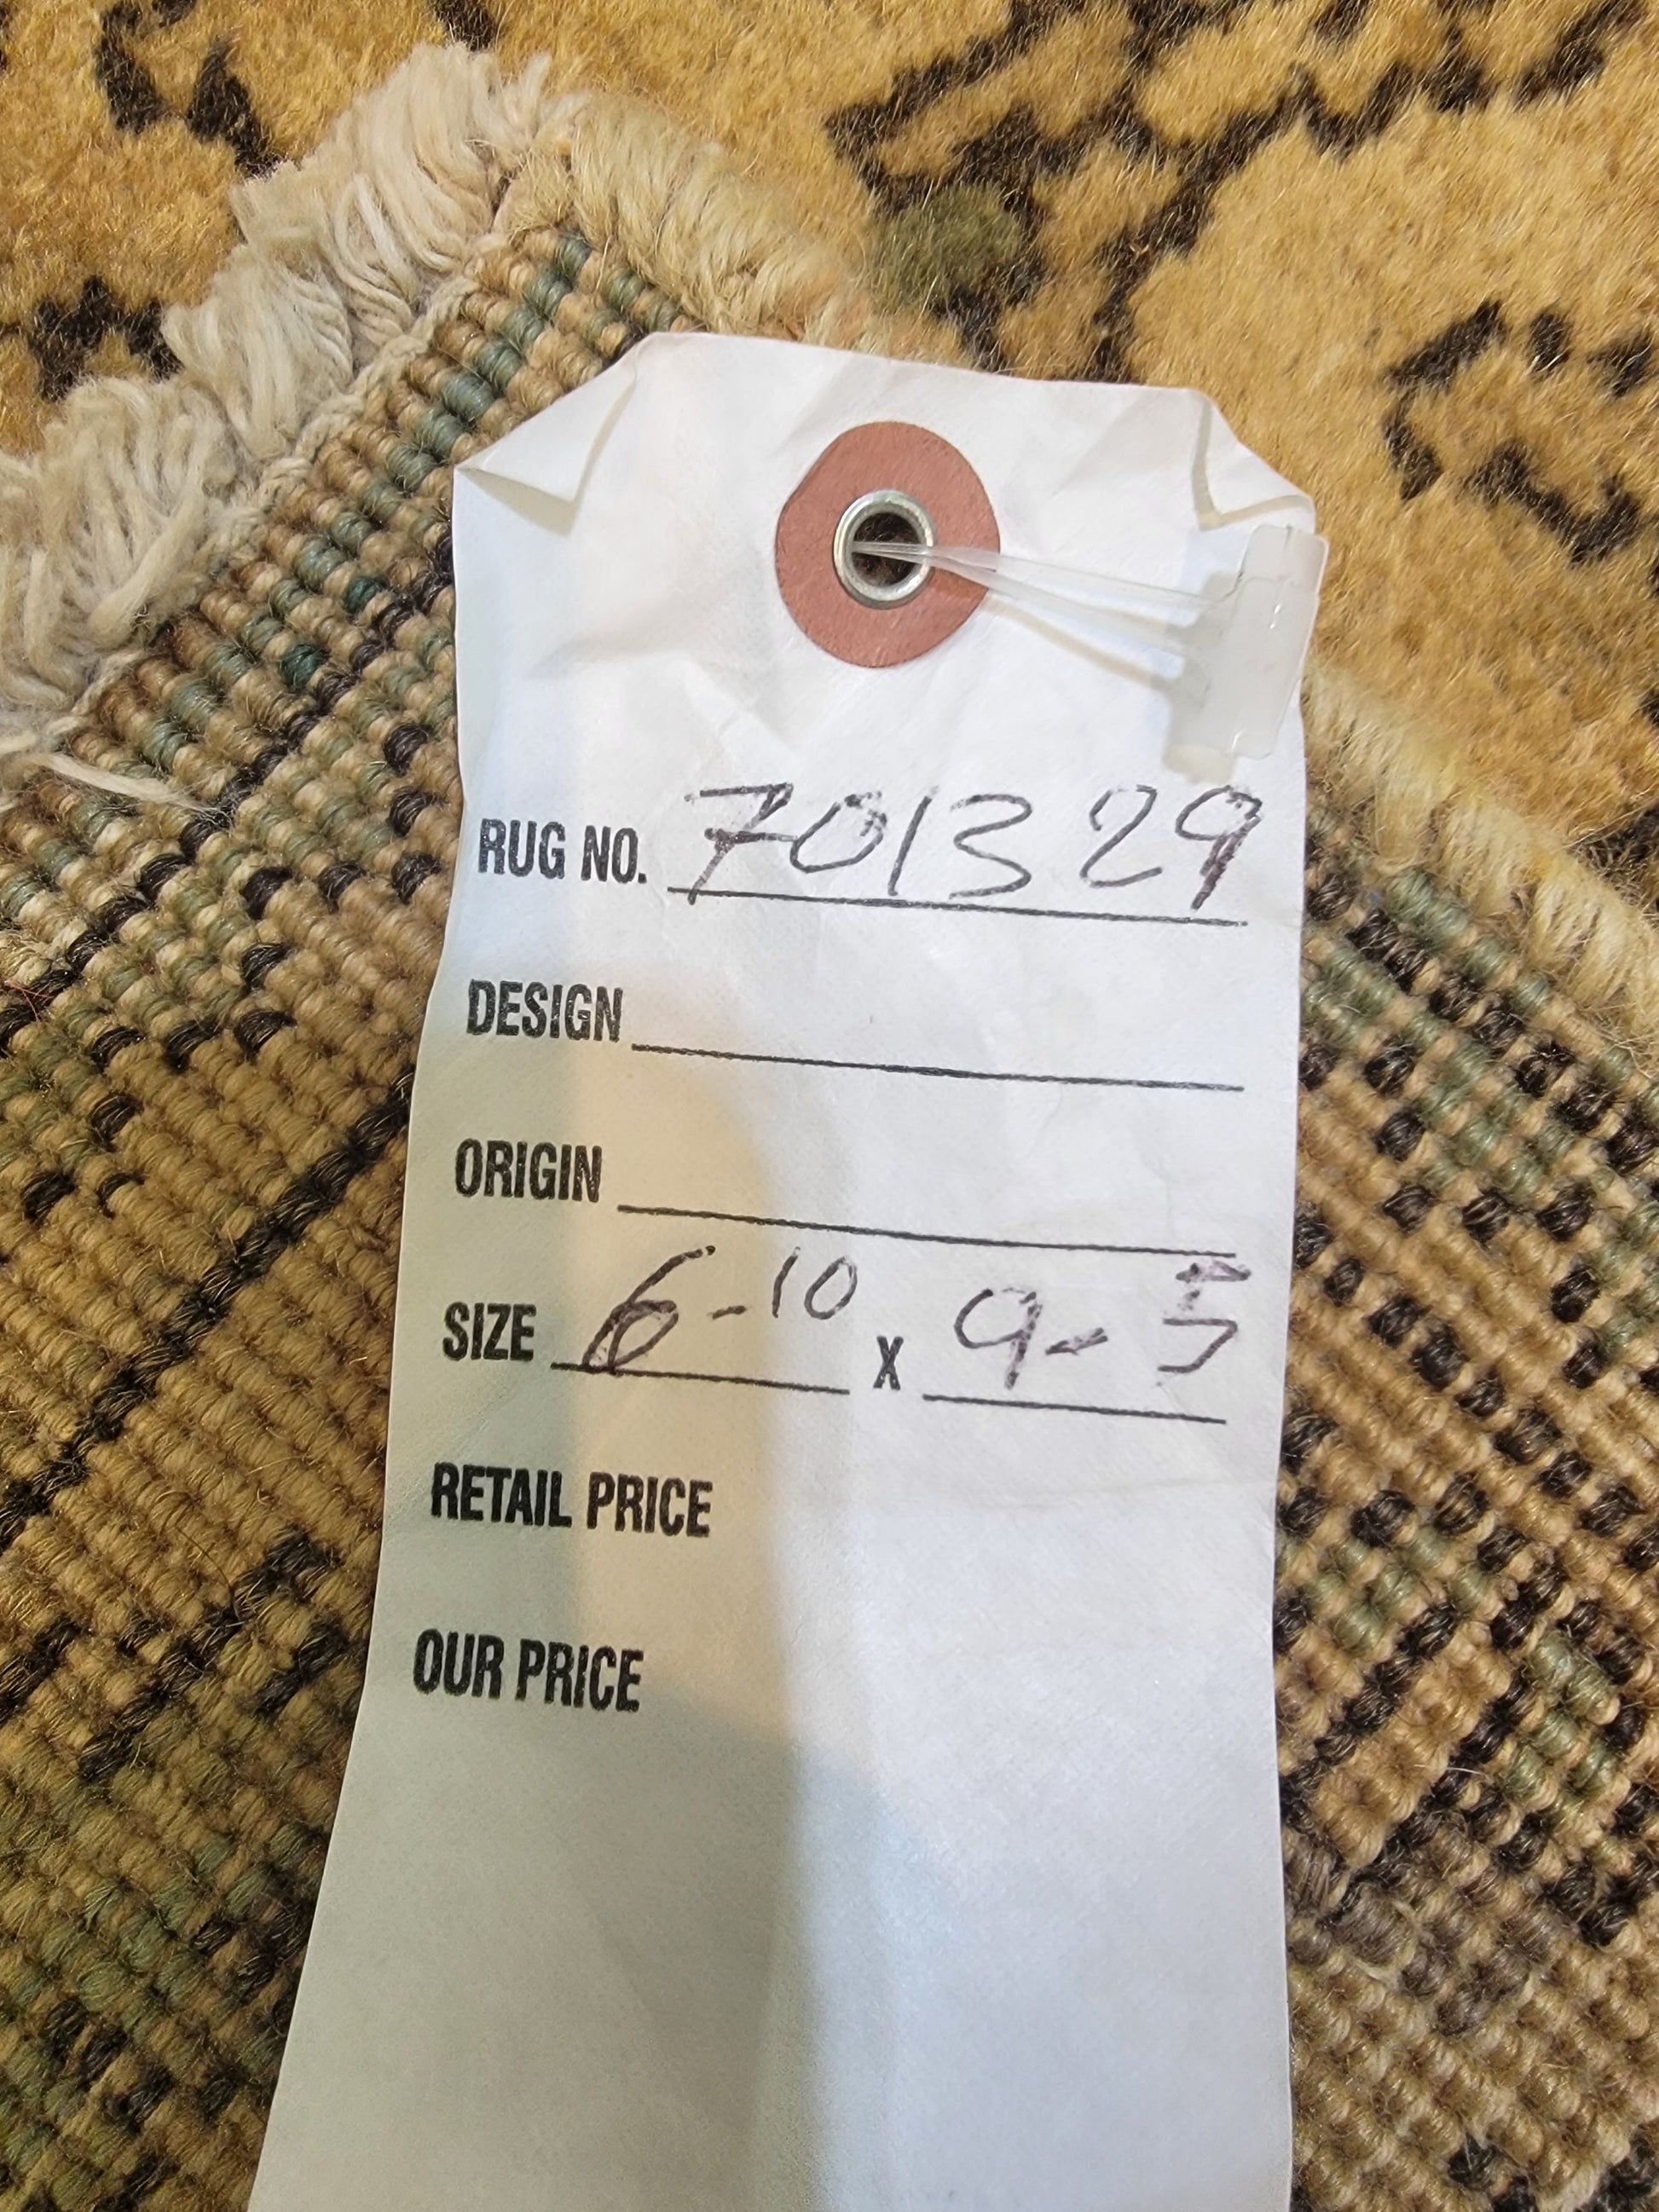 RUG NO. 701329
DESIGN
ORIGIN
SIZE 6-10 X 9-5
RETAIL PRICE
OUR PRICE